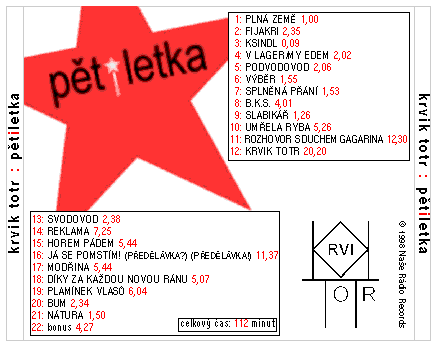 krvik totr : pětiletka
pětiletka
1: PLNÁ ZEMĚ 1,00
2: FIJAKRI 2,35
3: KSINDL 0,09
4: V LAGERMY EDEM 2,02
5: PODVODOVOD 2,06
6: VÝBĚR 1,55
7: SPLNĚNÁ PŘÁNÍ 1,53
8: B.K.S. 4,01
9: SLABIKÁŘ 1,26
10: UMŘELA RYBA 5,26
11: ROZHOVOR S DUCHEM GAGARINA 12,30
12: KRVIK TOTR 20,20
krvik totr : pětiletka
13: SVODOVOD 2,38
14: REKLAMA 7,25
15: HOREM PÁDEM 5,44
16: JÁ SE POMSTÍM! (PŘEDĚLÁVKA?) (PŘEDĚLÁVKA!) 11,37
17: MODŘINA 5,44
18: DÍKY ZA KAŽDOU NOVOU RÁNU 5,07
19: PLAMÍNEK VLASŮ 6,04
20: BUM 2,34
21: NÁTURA 1,50
22: bonus 4,27
celkový čas: 112 minut
RVI
O R
© 1998 Naše Rádio Records